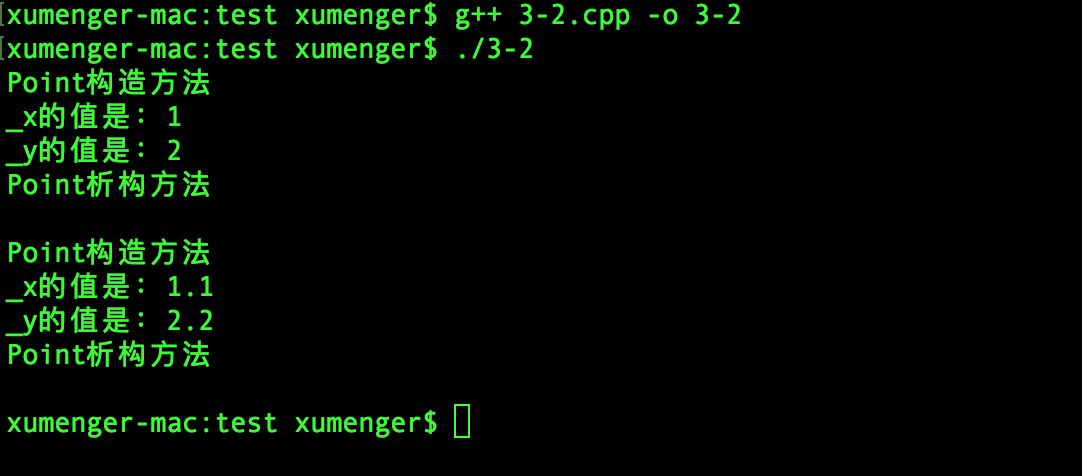 xumenger-mac:test xumenger$ g++ 3-2.cpp -o 3-2
xumenger-mac:test xumenger$ ./3-2
Point构造方法
_x的值是：1
_y的值是：2
Point析构方法
Point构造方法
_x的值是：1.1
_y的值是：2.2
Point析构方法
xumenger-mac:test xumenger$